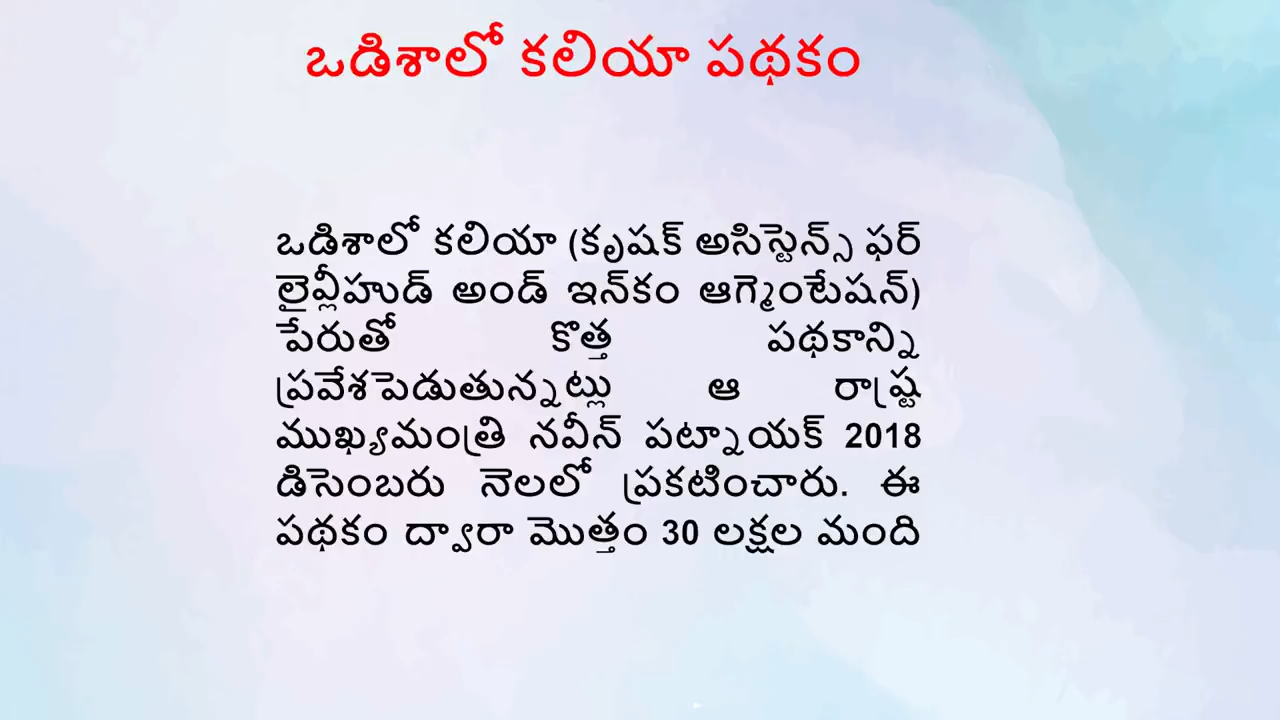 ఒడిశాలో కలియా పథకం
ఒడిశాలో కలియా (కృషక్ అసిస్టెన్స్ ఫర్
లైవ్లీహుడ్ అండ్ ఇన్‌కం ఆగ్మెంటేషన్)
పేరుతో కొత్త పథకాన్ని
ప్రవేశపెడుతున్నట్లు ఆ రాష్ట్ర
ముఖ్యమంత్రి నవీన్ పట్నాయక్ 2018
డిసెంబరు నెలలో ప్రకటించారు. ఈ
పథకం ద్వారా మొత్తం 30 లక్షల మంది